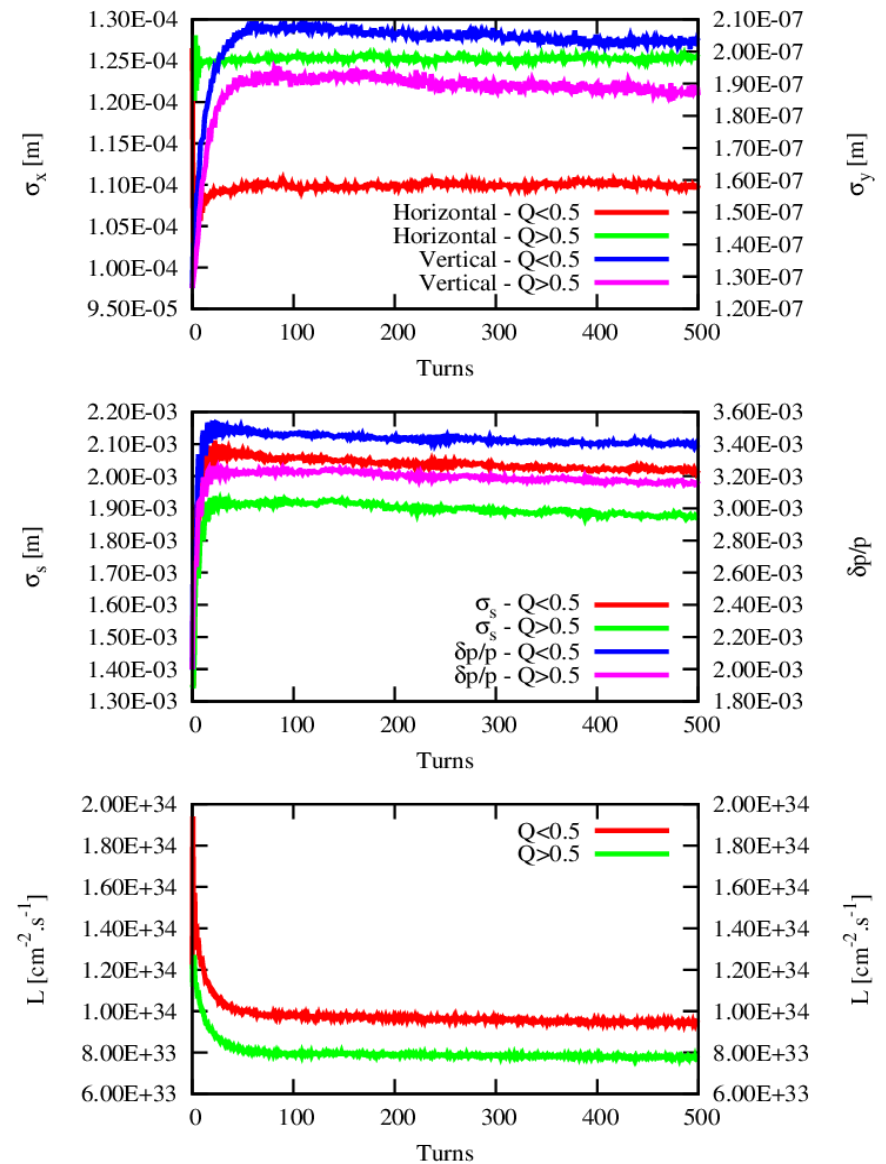 1.30E-04
1.25E-04
1.20E-04
1.15E-04
1.10E-04
1.05E-04
1.00E-04
9.50E-05
σx [m]
2.10E-07
2.00E-07
1.90E-07
1.80E-07
1.70E-07
1.60E-07
1.50E-07
1.40E-07
1.30E-07
1.20E-07
σy [m]
Horizontal - Q<0.5
Horizontal - Q>0.5
Vertical - Q<0.5
Vertical - Q>0.5
0 100 200 300 400 500
Turns
2.20E-03
2.10E-03
2.00E-03
1.90E-03
1.80E-03
1.70E-03
1.60E-03
1.50E-03
1.40E-03
1.30E-03
σs [m]
3.60E-03
3.40E-03
3.20E-03
3.00E-03
2.80E-03
2.60E-03
2.40E-03
2.20E-03
2.00E-03
1.80E-03
δp/p
σs - Q<0.5
σs - Q>0.5
δp/p - Q<0.5
δp/p - Q>0.5
0 100 200 300 400 500
Turns
2.00E+34
1.80E+34
1.60E+34
1.40E+34
1.20E+34
1.00E+34
8.00E+33
6.00E+33
L [cm-2.s-1]
2.00E+34
1.80E+34
1.60E+34
1.40E+34
1.20E+34
1.00E+34
8.00E+33
6.00E+33
L [cm-2.s-1]
Q<0.5
Q>0.5
0 100 200 300 400 500
Turns